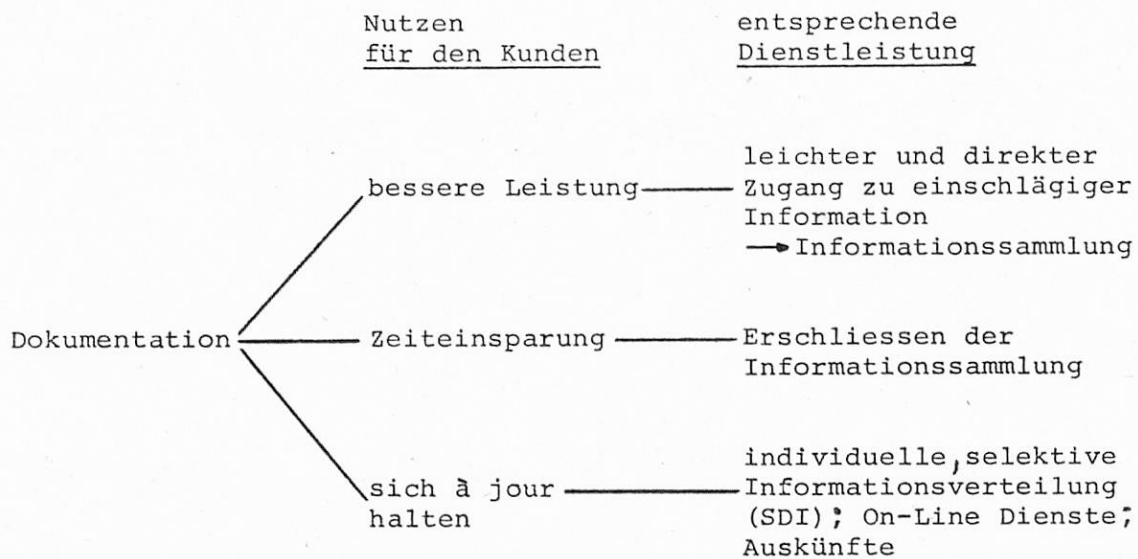 Nutzen
für den Kunden
entsprechende
Dienstleistung
bessere Leistung
leichter und direkter
Zugang zu einschlägiger
Information
→ Informationssammlung
Dokumentation
Zeiteinsparung
Erschliessen der
Informationssammlung
sich à jour
halten
individuelle, selektive
Informationsverteilung
(SDI); On-Line Dienste;
Auskünfte